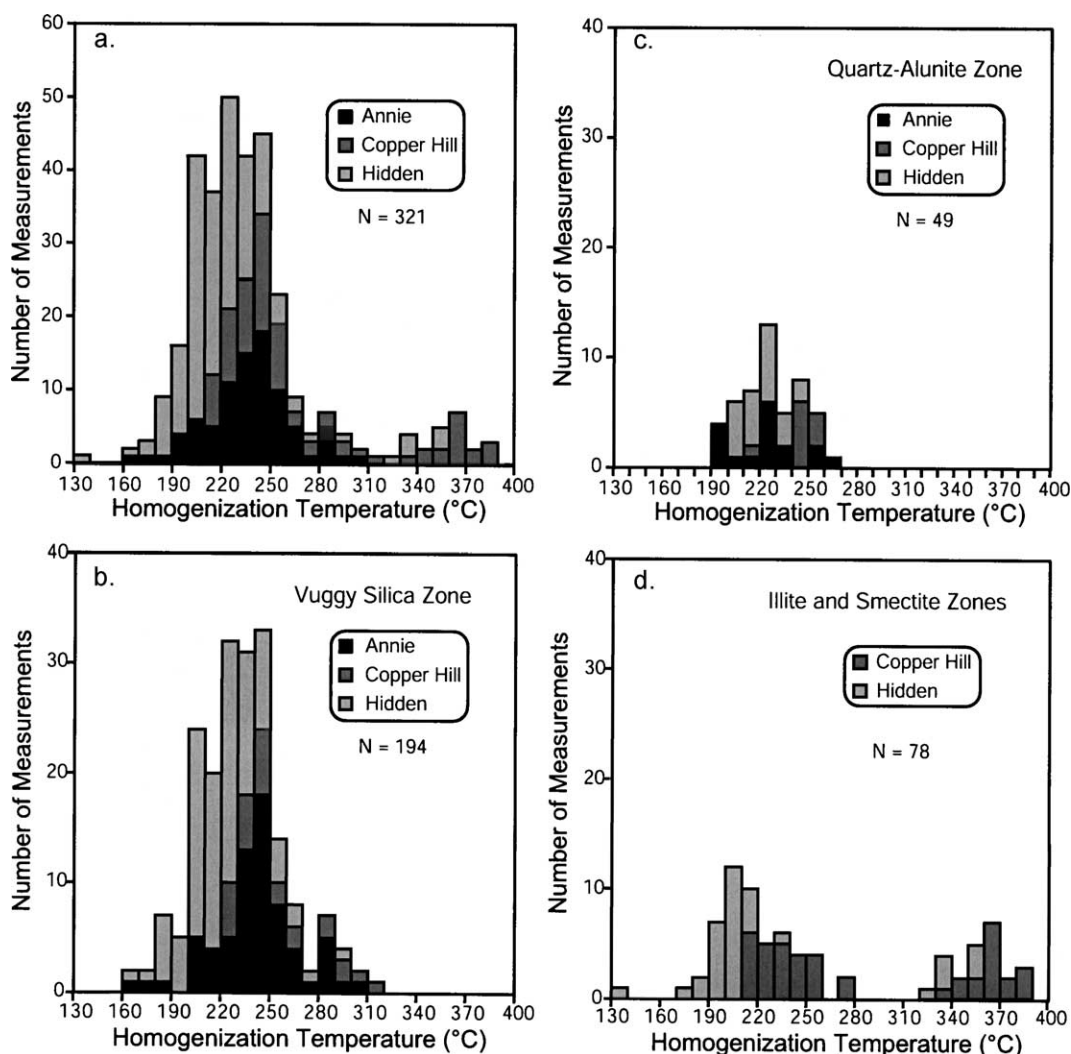 a.
60
50
40
30
20
10
0
Number of Measurements
Annie
Copper Hill
Hidden
N = 321
130 160 190 220 250 280 310 340 370 400
Homogenization Temperature (°C)
c.
Quartz-Alunite Zone
40
30
20
10
0
Number of Measurements
Annie
Copper Hill
Hidden
N = 49
130 160 190 220 250 280 310 340 370 400
Homogenization Temperature (°C)
b.
Vuggy Silica Zone
40
30
20
10
0
Number of Measurements
Annie
Copper Hill
Hidden
N = 194
130 160 190 220 250 280 310 340 370 400
Homogenization Temperature (°C)
d.
Illite and Smectite Zones
40
30
20
10
0
Number of Measurements
Copper Hill
Hidden
N = 78
130 160 190 220 250 280 310 340 370 400
Homogenization Temperature (°C)